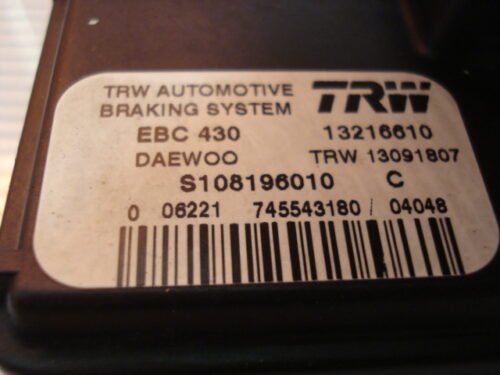 TRW AUTOMOTIVE TRW
BRAKING SYSTEM
EBC 430 13216610
DAEWOO TRW 13091807
S108196010 C
0 06221 745543180 / 04048